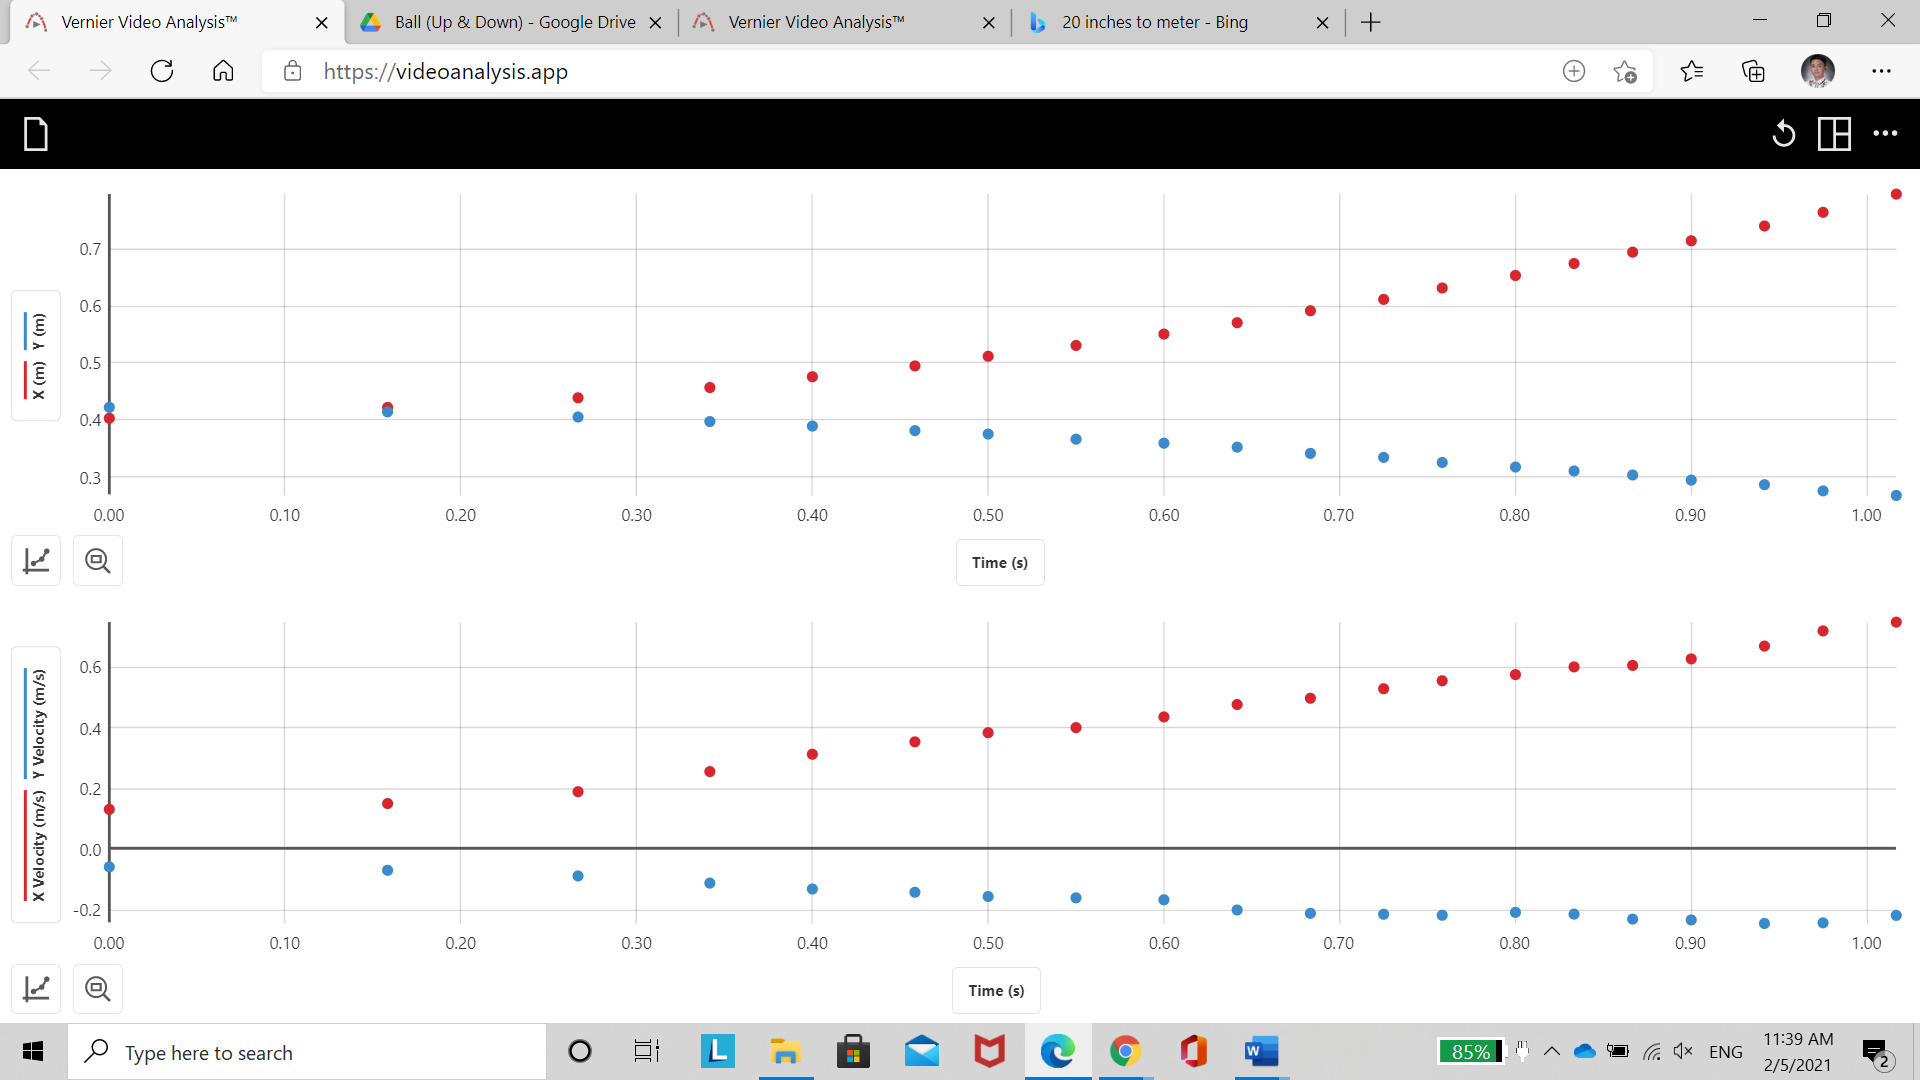 Vernier Video Analysis™
Ball (Up & Down) - Google Drive
Vernier Video Analysis™
20 inches to meter - Bing
https://videoanalysis.app
X (m) Y (m)
0.7
0.6
0.5
0.4
0.3
0.00 0.10 0.20 0.30 0.40 0.50 0.60 0.70 0.80 0.90 1.00
Time (s)
X Velocity (m/s) Y Velocity (m/s)
0.6
0.4
0.2
0.0
-0.2
0.00 0.10 0.20 0.30 0.40 0.50 0.60 0.70 0.80 0.90 1.00
Time (s)
Type here to search
L
W
85%
ENG
11:39 AM
2/5/2021
2